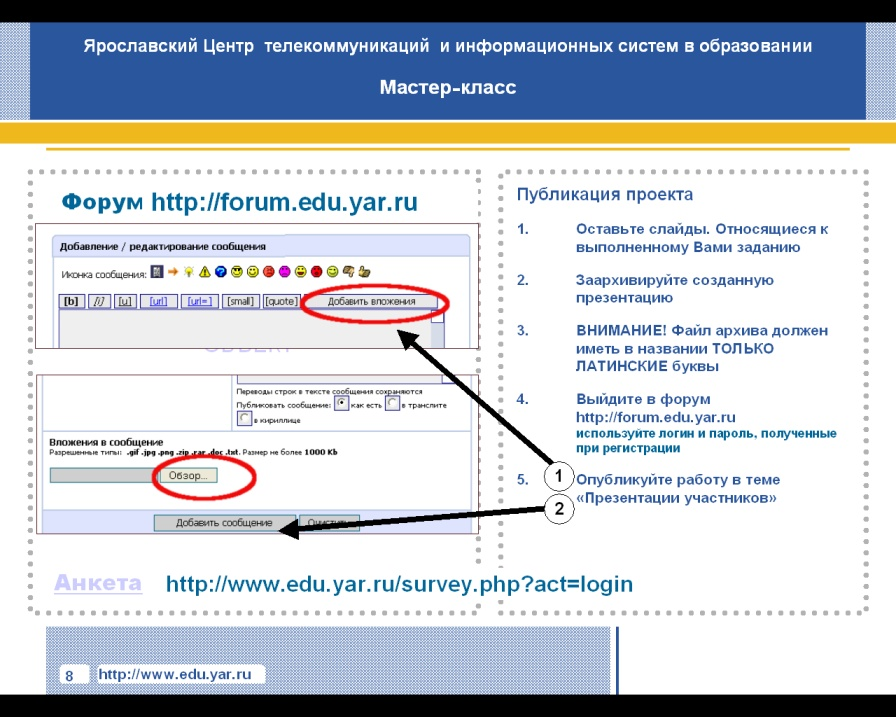 Ярославский Центр телекоммуникаций и информационных систем в образовании
Мастер-класс
Форум http://forum.edu.yar.ru
Добавление / редактирование сообщения
Иконка сообщения:
[b] [i] [u] [url] [url=] [small] [quote] Добавить вложения
Переводы строк в тексте сообщения сохраняются
Публиковать сообщение: как есть в транслите
в кириллице
Вложения в сообщение
Разрешенные типы: .gif .jpg .png .zip .rar .doc .txt. Размер не более 1000 Kb
Обзор...
Добавить сообщение
Анкета http://www.edu.yar.ru/survey.php?act=login
Публикация проекта
1. Оставьте слайды. Относящиеся к
выполненному Вами заданию
2. Заархивируйте созданную
презентацию
3. ВНИМАНИЕ! Файл архива должен
иметь в названии ТОЛЬКО
ЛАТИНСКИЕ буквы
4. Выйдите в форум
http://forum.edu.yar.ru
используйте логин и пароль, полученные
при регистрации
5. Опубликуйте работу в теме
«Презентации участников»
1
2
8 http://www.edu.yar.ru